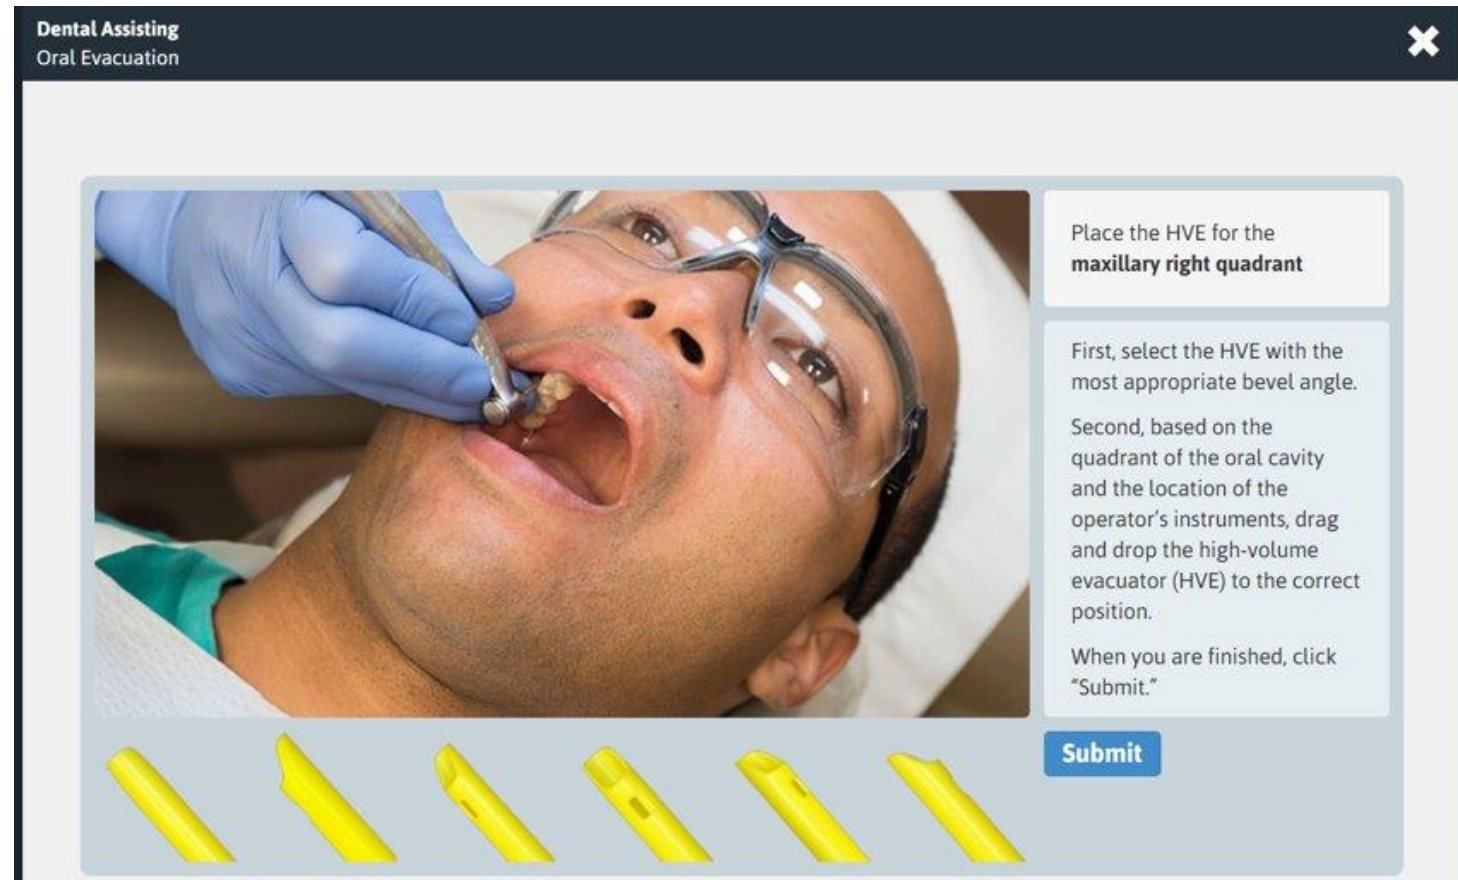 Dental Assisting
Oral Evacuation
Place the HVE for the
maxillary right quadrant
First, select the HVE with the
most appropriate bevel angle.
Second, based on the
quadrant of the oral cavity
and the location of the
operator’s instruments, drag
and drop the high-volume
evacuator (HVE) to the correct
position.
When you are finished, click
“Submit.”
Submit